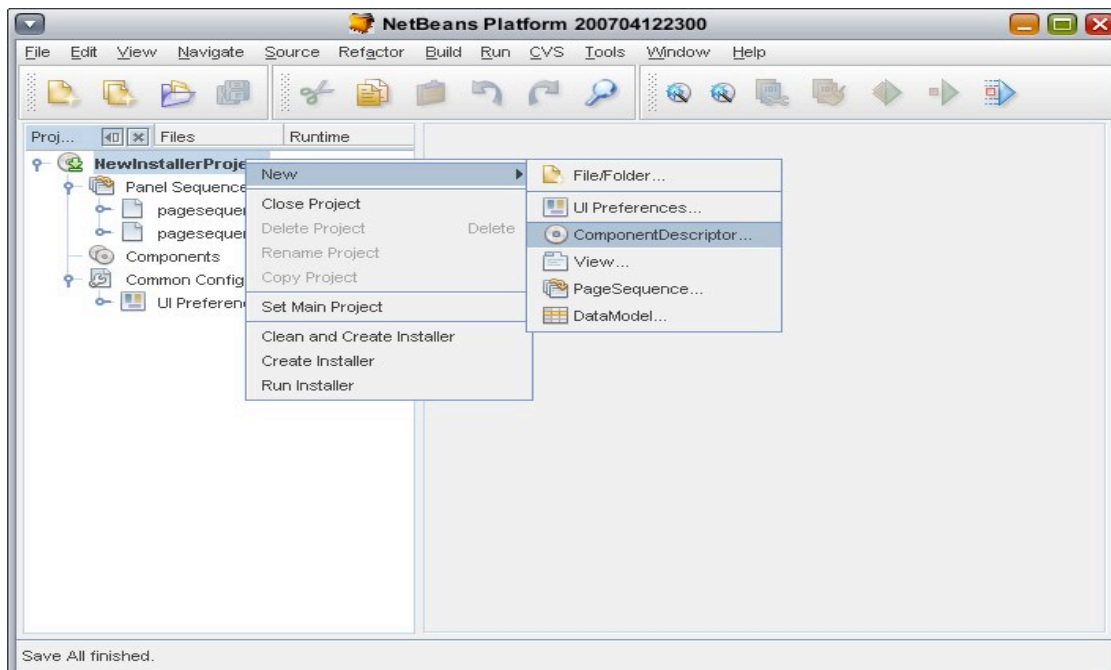 NetBeans Platform 200704122300
File Edit View Navigate Source Refactor Build Run CVS Tools Window Help
Proj... Files Runtime
NewInstallerProje
Panel Sequence
pagesequer
pagesequer
Components
Common Config
UI Preferen
New
Close Project
Delete Project Delete
Rename Project
Copy Project
Set Main Project
Clean and Create Installer
Create Installer
Run Installer
File/Folder...
UI Preferences...
ComponentDescriptor...
View...
PageSequence...
DataModel...
Save All finished.